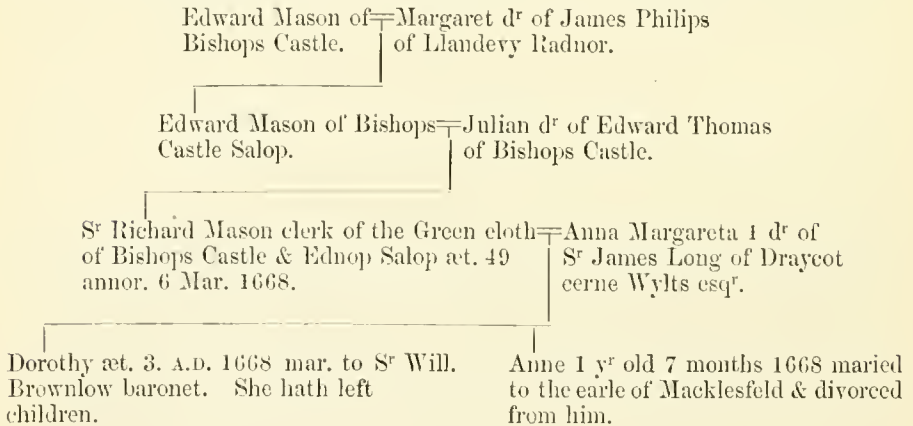 Edward Mason of Margaret dʳ of James Philips
Bishops Castle. of Llandevy Radnor.
Edward Mason of Bishops Julian dʳ of Edward Thomas
Castle Salop. of Bishops Castle.
Sʳ Richard Mason clerk of the Green cloth Anna Margareta 1 dʳ of
of Bishops Castle & Ednop Salop æt. 49 Sʳ James Long of Draycot
annor. 6 Mar. 1668. cerne Wylts esqʳ.
Dorothy æt. 3. A.D. 1668 mar. to Sʳ Will. Anne 1 yʳ old 7 months 1668 maried
Brownlow baronet. She hath left to the earle of Macklesfeld & divorced
children. from him.